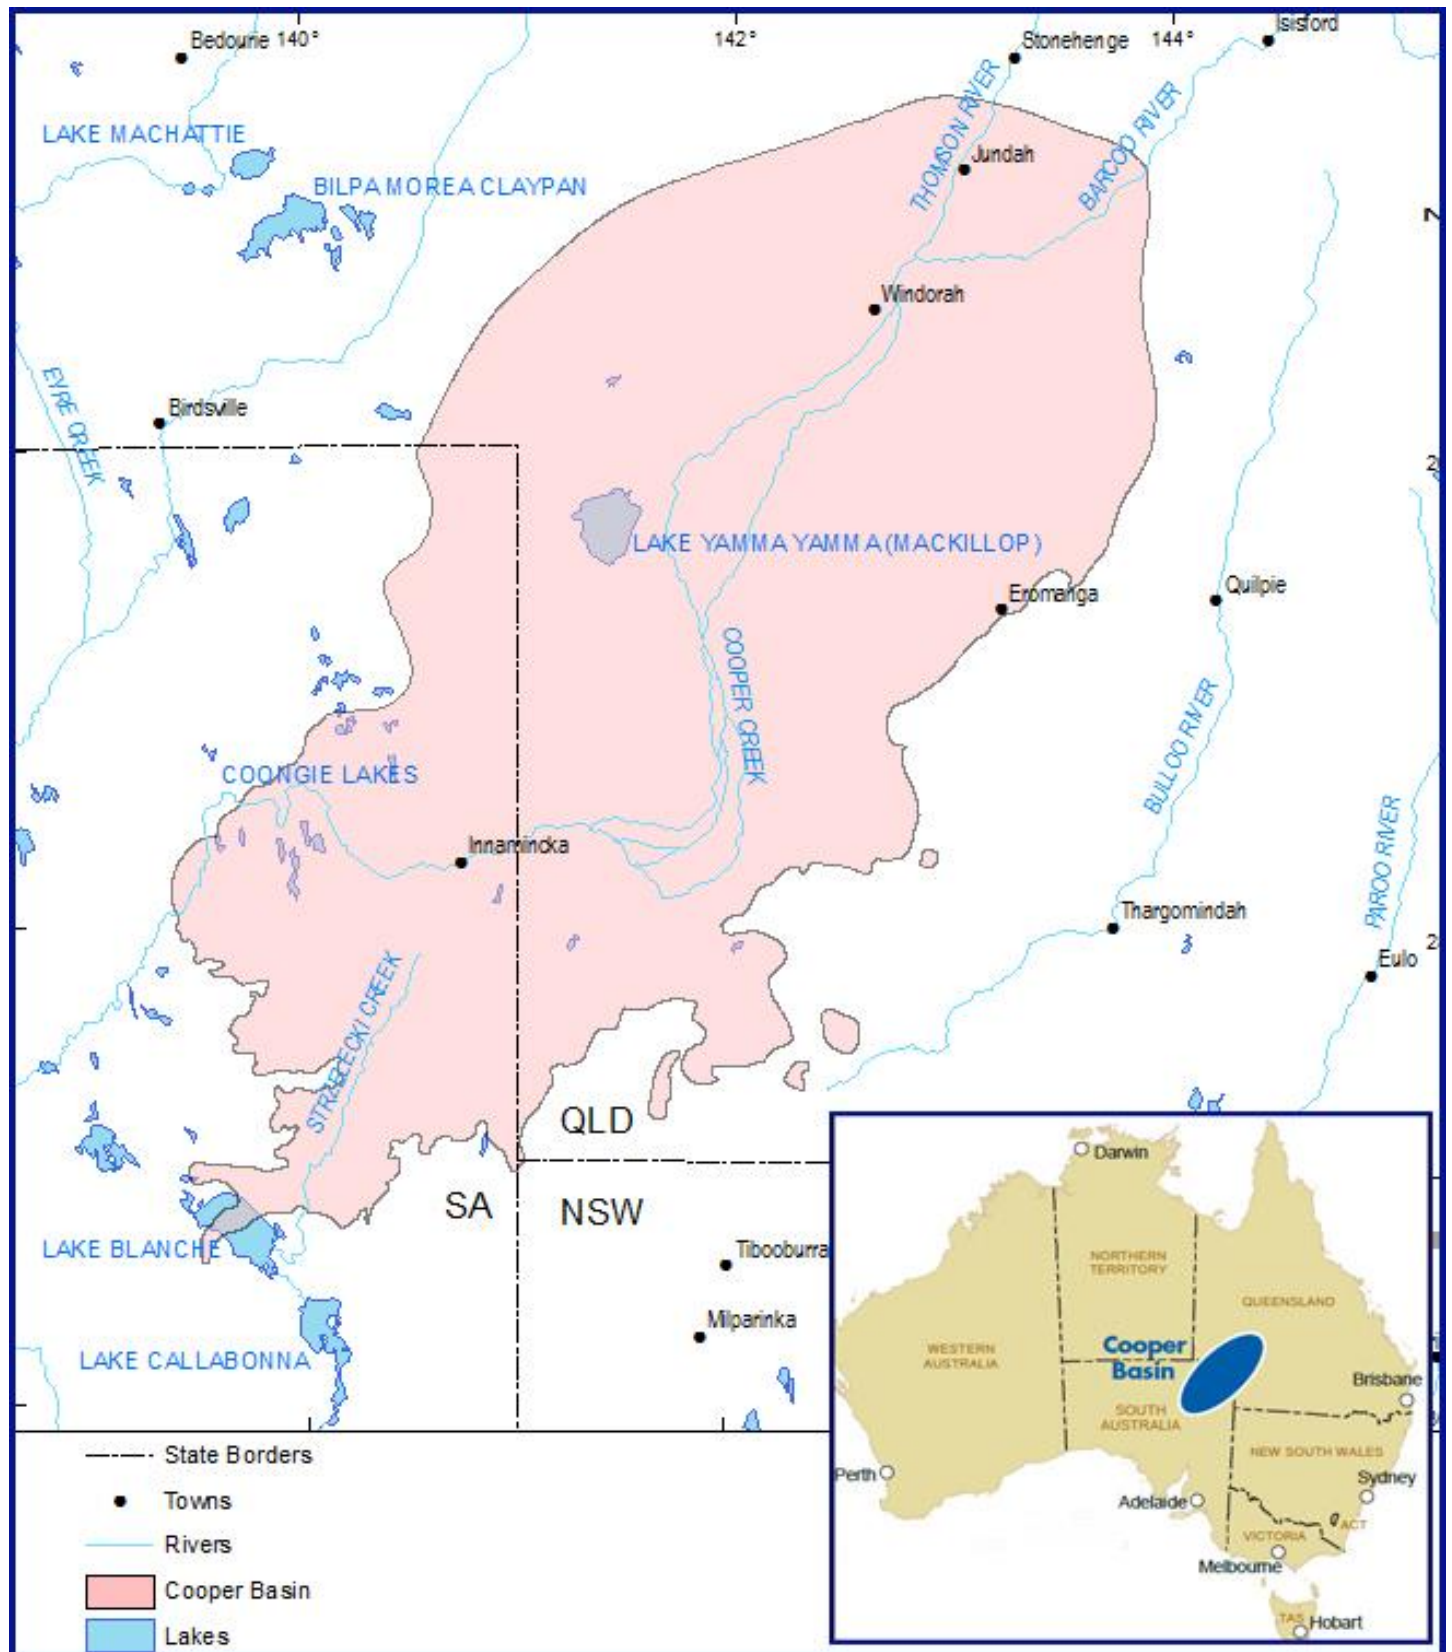 Bedourie
140°
142°
Stonehenge
144°
Isisford
LAKE MACHATTIE
BILPA MOREA CLAYPAN
THOMSON RIVER
BARCOO RIVER
Jundah
Windorah
EYRE CREEK
Birdsville
LAKE YAMMA YAMMA (MACKILLOP)
Eromanga
Quilpie
COOPER CREEK
BULLOO RIVER
COONGIE LAKES
Innamincka
PAROO RIVER
Thargomindah
Eulo
STRZELECKI CREEK
QLD
SA
NSW
LAKE BLANCHE
Tibooburra
Milparinka
LAKE CALLABONNA
State Borders
Towns
Rivers
Cooper Basin
Lakes
Darwin
NORTHERN
TERRITORY
QUEENSLAND
WESTERN
AUSTRALIA
Cooper
Basin
SOUTH
AUSTRALIA
Brisbane
NEW SOUTH WALES
Perth
Adelaide
Sydney
ACT
VICTORIA
Melbourne
TAS
Hobart